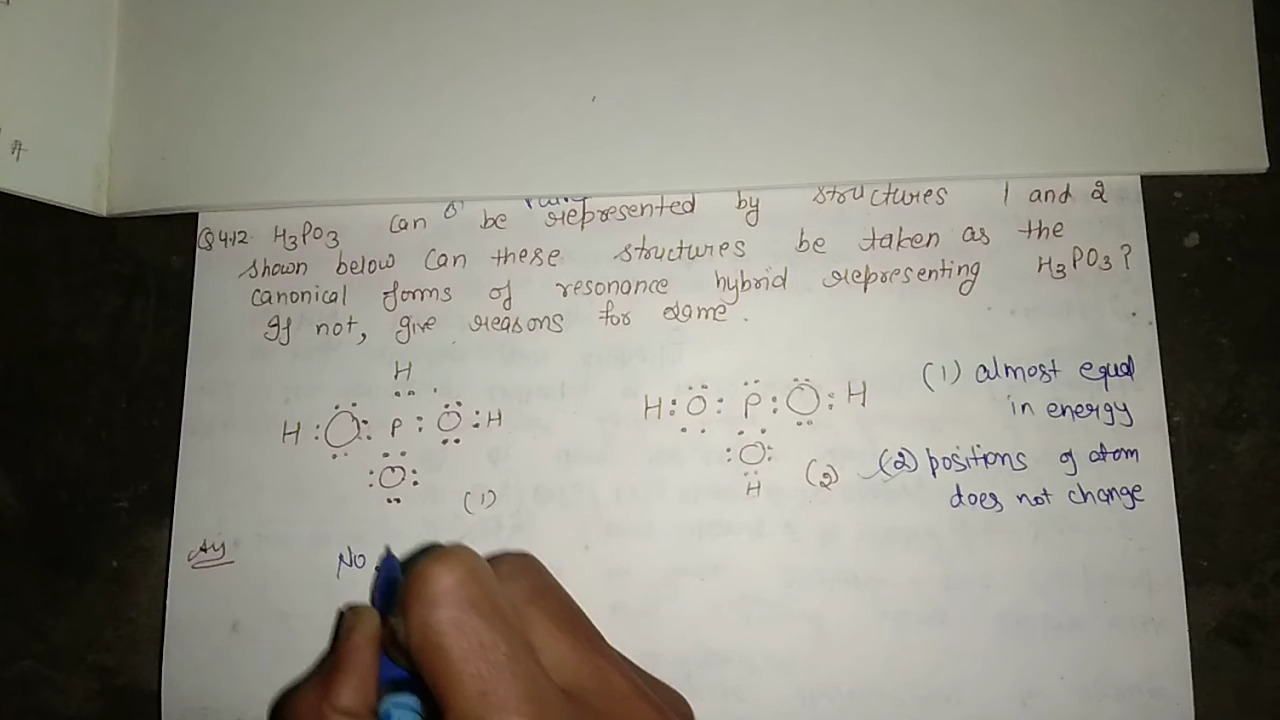 Q 4.12. H3PO3 can be represented by structures 1 and 2
shown below can these structures be taken as the
canonical forms of resonance hybrid representing H3PO3?
If not, give reasons for same.
H
H : O : P : O : H
: O :
(1)
H : O : P : O : H
: O :
H
(2)
(1) almost equal
in energy
(2) positions of atom
does not change
Ans
No